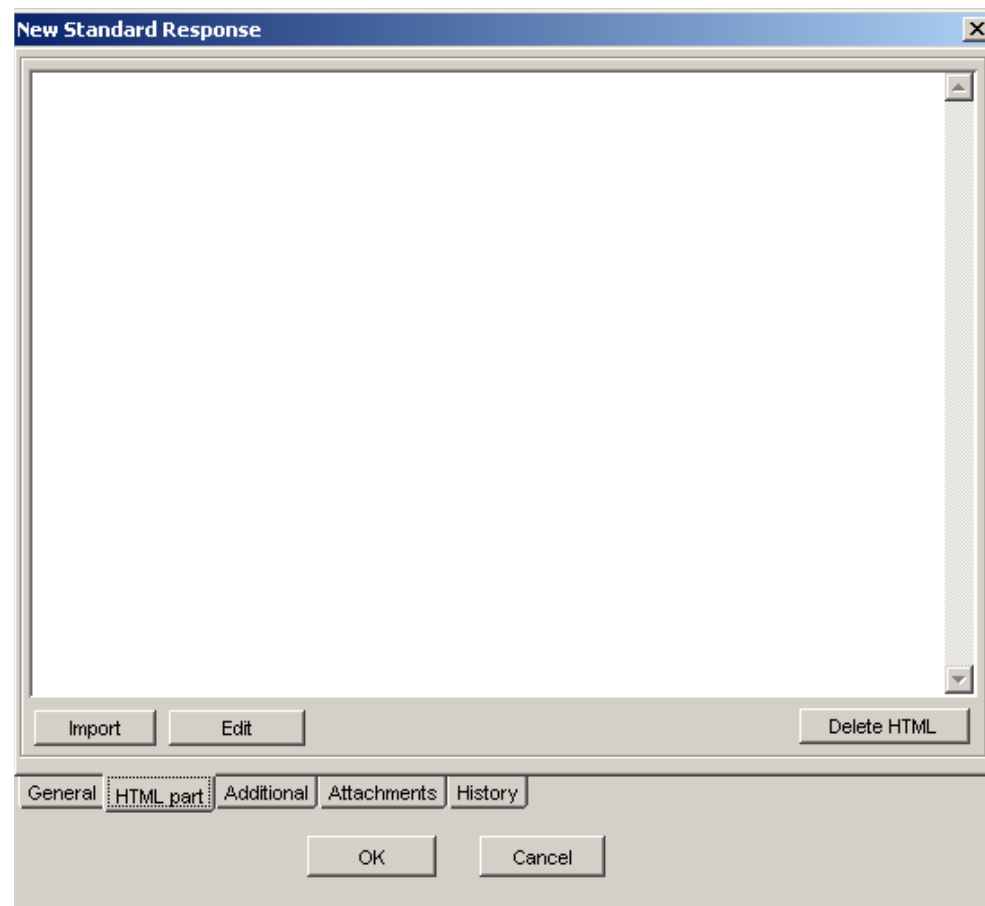 New Standard Response
Import Edit Delete HTML
General HTML part Additional Attachments History
OK Cancel